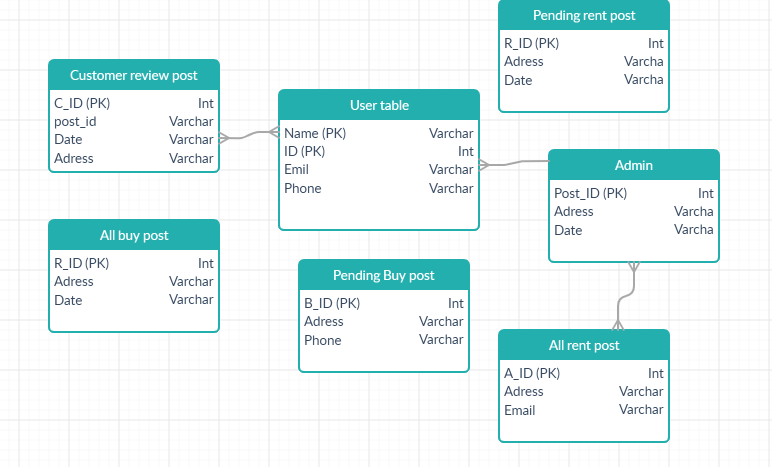 Pending rent post
R_ID (PK) Int
Adress Varcha
Date Varcha
Customer review post
C_ID (PK) Int
post_id Varchar
Date Varchar
Adress Varchar
User table
Name (PK) Varchar
ID (PK) Int
Emil Varchar
Phone Varchar
Admin
Post_ID (PK) Int
Adress Varcha
Date Varcha
All buy post
R_ID (PK) Int
Adress Varchar
Date Varchar
Pending Buy post
B_ID (PK) Int
Adress Varchar
Phone Varchar
All rent post
A_ID (PK) Int
Adress Varchar
Email Varchar